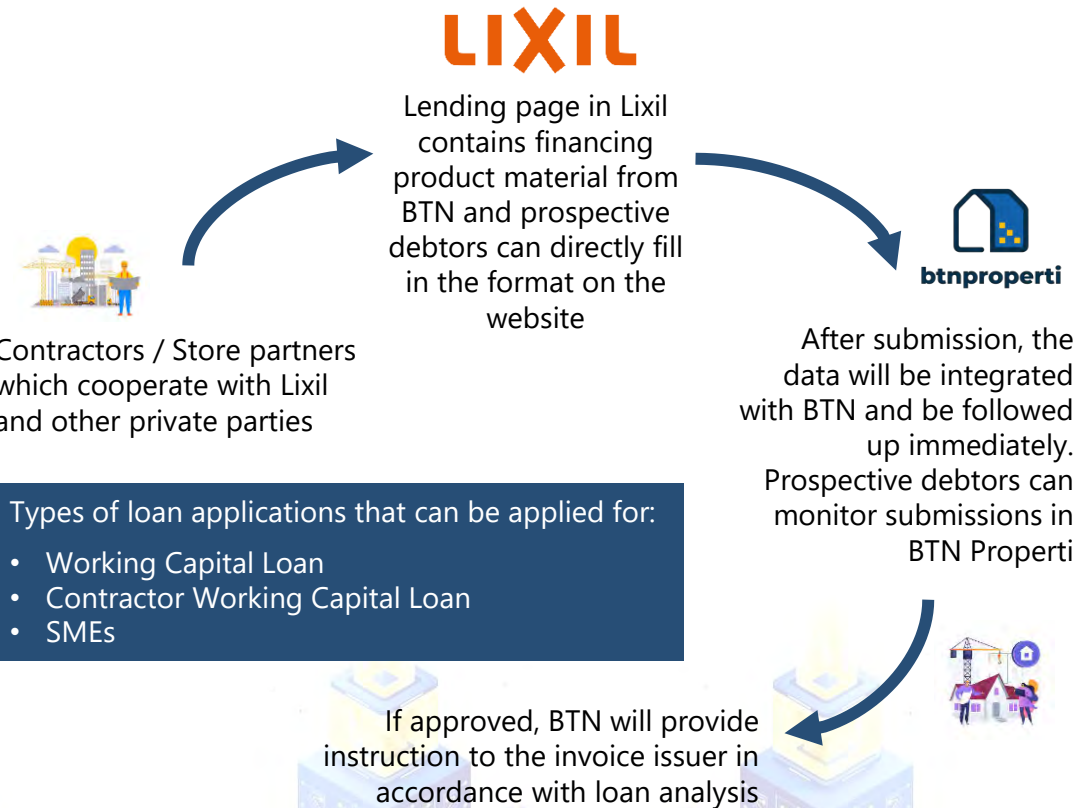 LIXIL
Lending page in Lixil
contains financing
product material from
BTN and prospective
debtors can directly fill
in the format on the
website
Contractors / Store partners
which cooperate with Lixil
and other private parties
btnproperti
After submission, the
data will be integrated
with BTN and be followed
up immediately.
Prospective debtors can
monitor submissions in
BTN Properti
Types of loan applications that can be applied for:
• Working Capital Loan
• Contractor Working Capital Loan
• SMEs
If approved, BTN will provide
instruction to the invoice issuer in
accordance with loan analysis